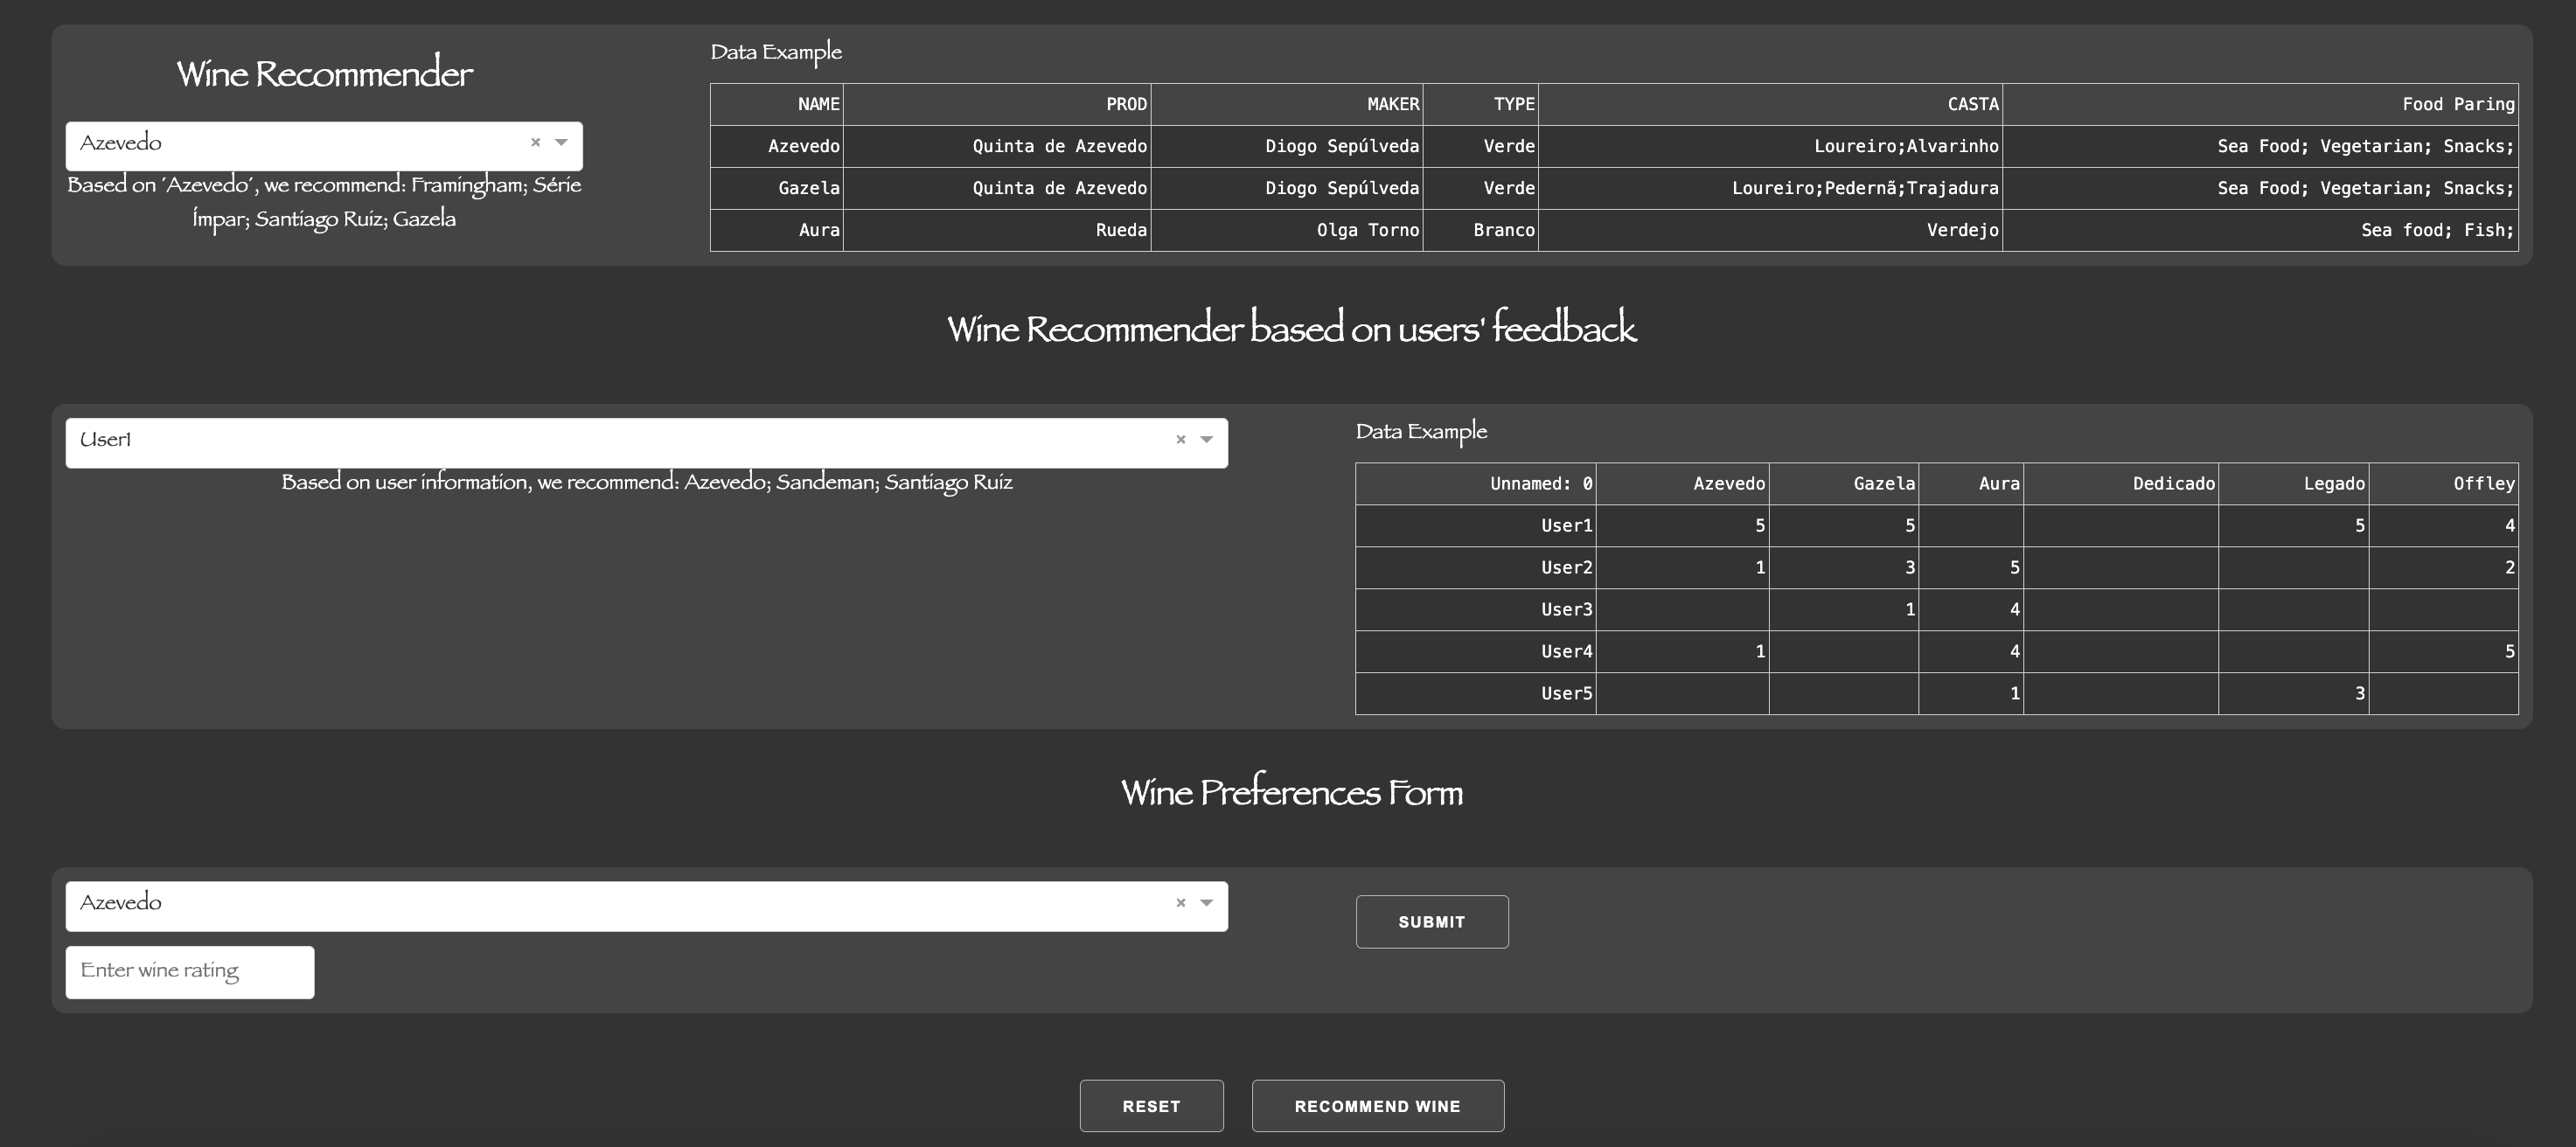 Wine Recommender
Azevedo
Based on ´Azevedo´, we recommend: Framingham; Série
Ímpar; Santiago Ruiz; Gazela
Data Example
NAME PROD MAKER TYPE CASTA Food Paring
Azevedo Quinta de Azevedo Diogo Sepúlveda Verde Loureiro;Alvarinho Sea Food; Vegetarian; Snacks;
Gazela Quinta de Azevedo Diogo Sepúlveda Verde Loureiro;Pedernã;Trajadura Sea Food; Vegetarian; Snacks;
Aura Rueda Olga Torno Branco Verdejo Sea food; Fish;
Wine Recommender based on users' feedback
User1
Based on user information, we recommend: Azevedo; Sandeman; Santiago Ruiz
Data Example
Unnamed: 0 Azevedo Gazela Aura Dedicado Legado Offley
User1 5 5 5 4
User2 1 3 5 2
User3 1 4
User4 1 4 5
User5 1 3
Wine Preferences Form
Azevedo
Enter wine rating
SUBMIT
RESET
RECOMMEND WINE